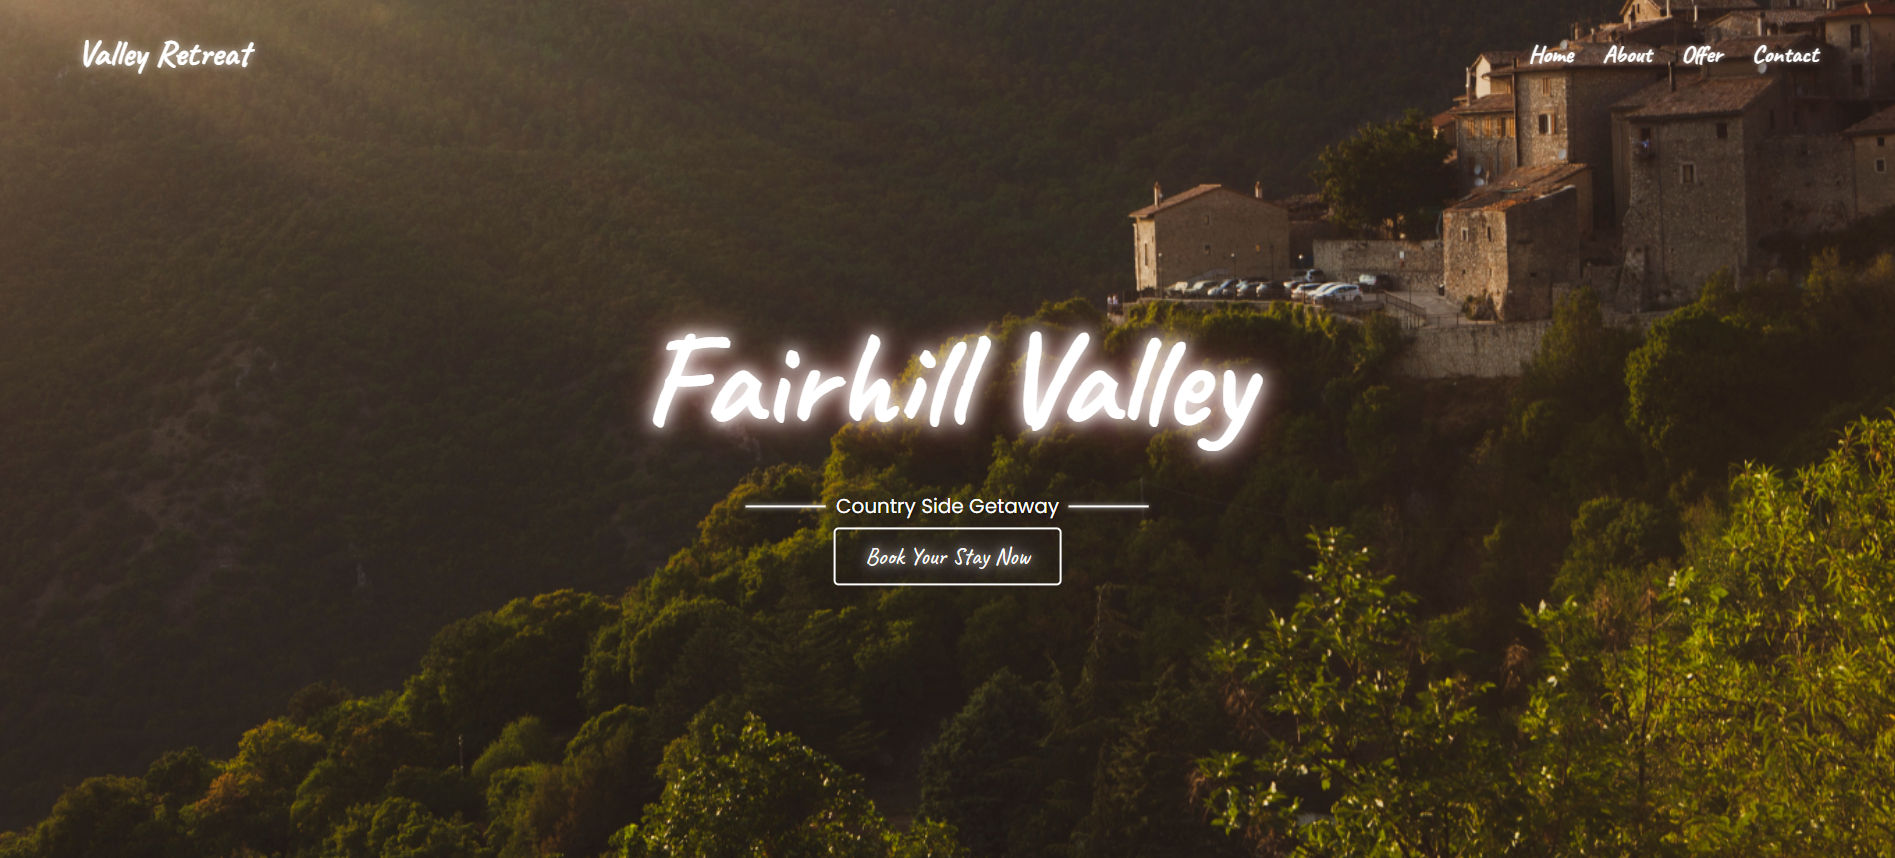 Valley Retreat
Home About Offer Contact
Fairhill Valley
Country Side Getaway
Book Your Stay Now